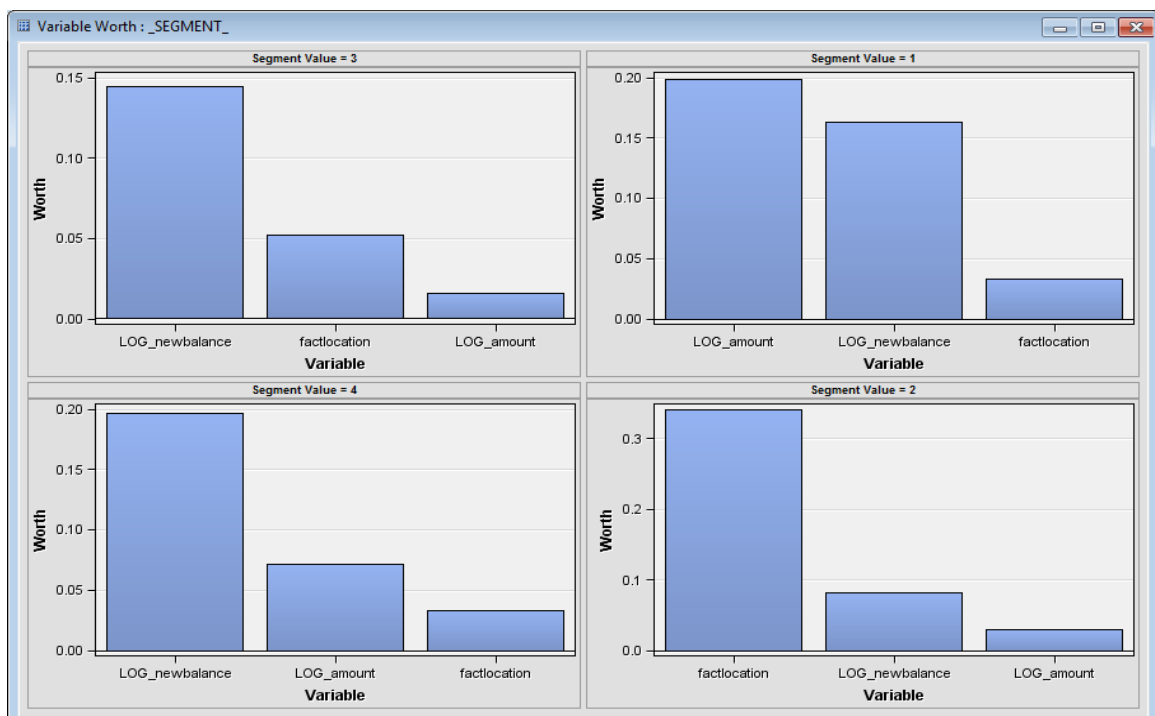 Variable Worth : _SEGMENT_
Segment Value = 3
0.15
0.10
0.05
0.00
Worth
LOG_newbalance factlocation LOG_amount
Variable
Segment Value = 1
0.20
0.15
0.10
0.05
0.00
Worth
LOG_amount LOG_newbalance factlocation
Variable
Segment Value = 4
0.20
0.15
0.10
0.05
0.00
Worth
LOG_newbalance LOG_amount factlocation
Variable
Segment Value = 2
0.3
0.2
0.1
0.0
Worth
factlocation LOG_newbalance LOG_amount
Variable